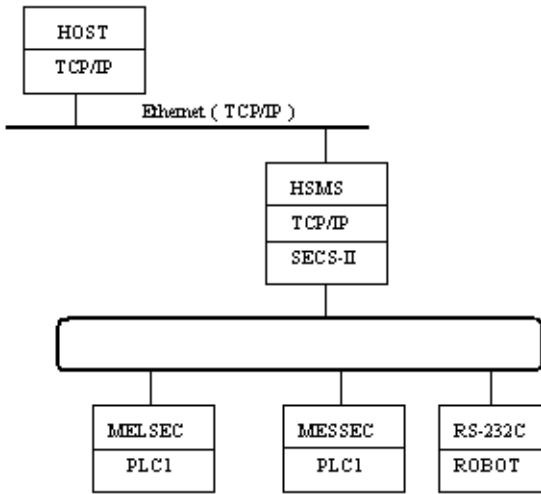 HOST
TCP/IP
Ethernet ( TCP/IP )
HSMS
TCP/IP
SECS-II
MELSEC
PLC1
MESSEC
PLC1
RS-232C
ROBOT